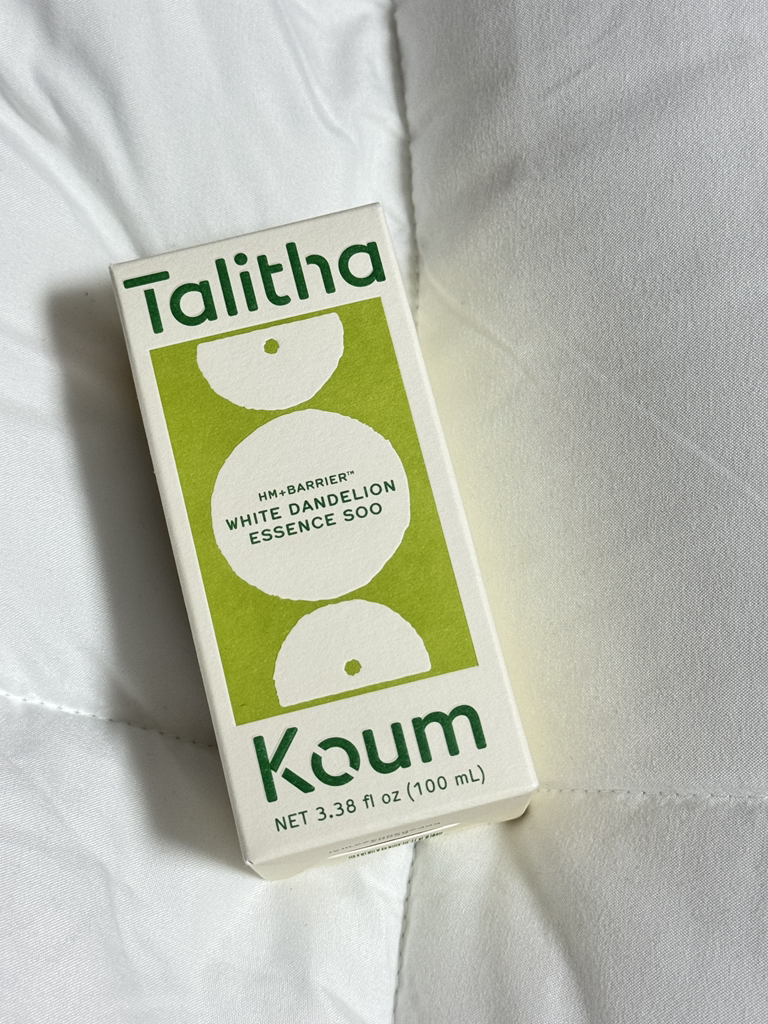 Talitha
HM+BARRIER™
WHITE DANDELION
ESSENCE SOO
Koum
NET 3.38 fl oz (100 mL)